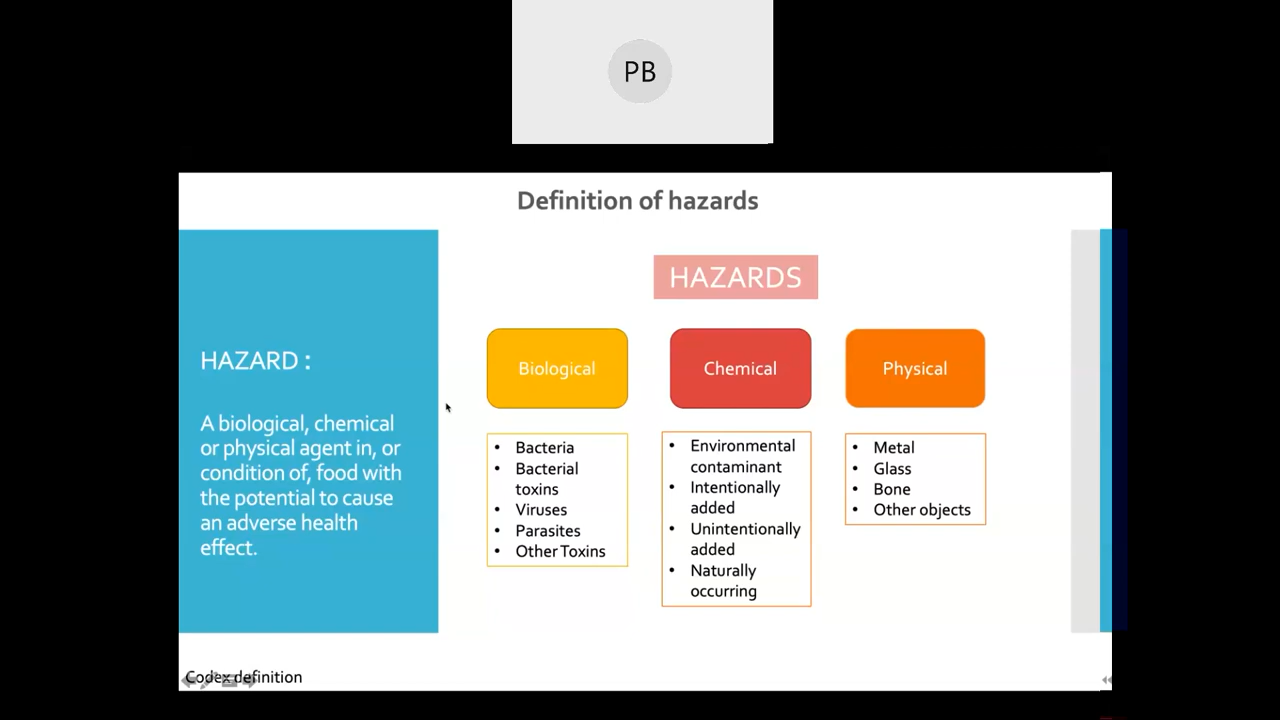 PB
Definition of hazards
HAZARD :
A biological, chemical
or physical agent in, or
condition of, food with
the potential to cause
an adverse health
effect.
HAZARDS
Biological
• Bacteria
• Bacterial
toxins
• Viruses
• Parasites
• Other Toxins
Chemical
• Environmental
contaminant
• Intentionally
added
• Unintentionally
added
• Naturally
occurring
Physical
• Metal
• Glass
• Bone
• Other objects
Codex definition